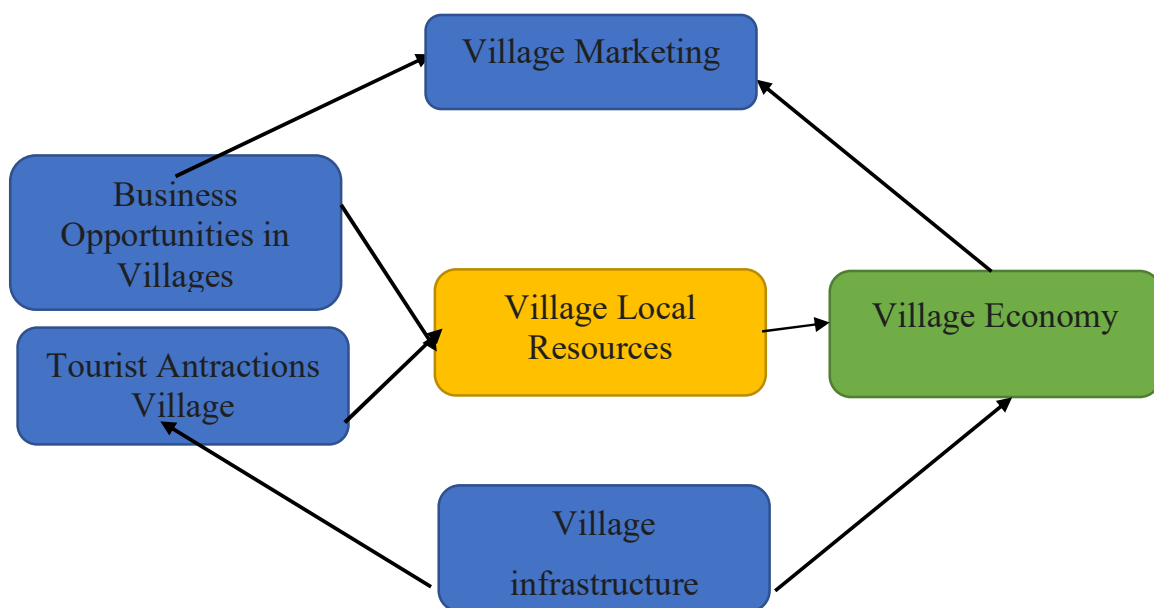 Village Marketing
Business
Opportunities in
Villages
Village Local
Resources
Village Economy
Tourist Antractions
Village
Village
infrastructure